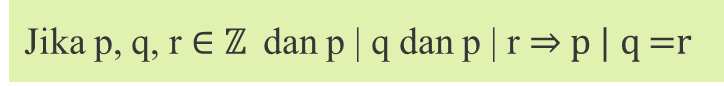 Jika p, q, r ∈ ℤ dan p | q dan p | r ⇒ p | q =r